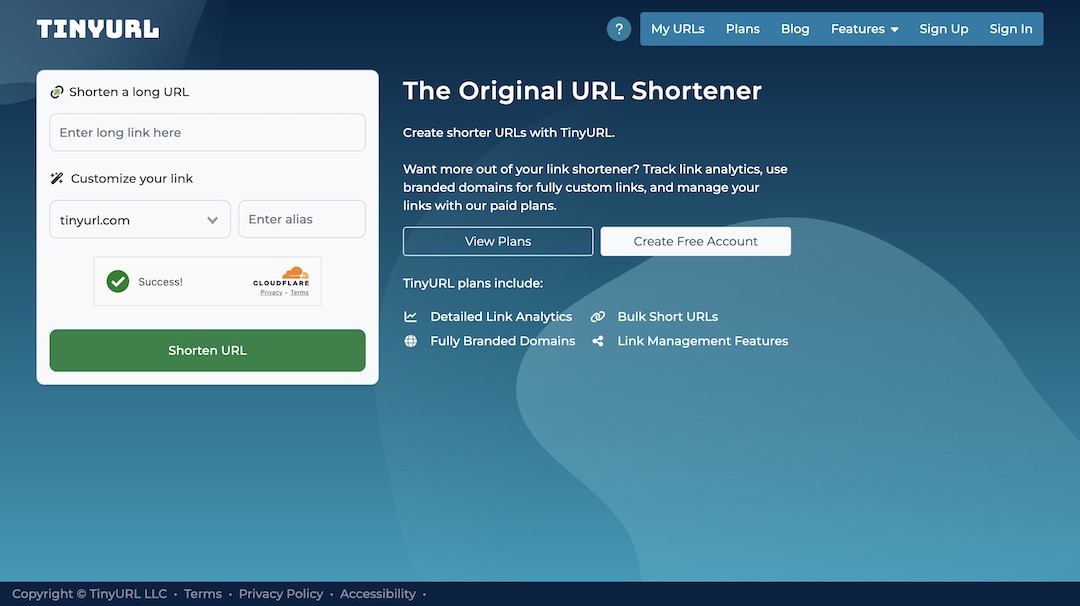 TINYURL
?
My URLs
Plans
Blog
Features
Sign Up
Sign In
Shorten a long URL
Enter long link here
Customize your link
tinyurl.com
Enter alias
Success!
CLOUDFLARE
Privacy • Terms
Shorten URL
The Original URL Shortener
Create shorter URLs with TinyURL.
Want more out of your link shortener? Track link analytics, use
branded domains for fully custom links, and manage your
links with our paid plans.
View Plans
Create Free Account
TinyURL plans include:
Detailed Link Analytics
Bulk Short URLs
Fully Branded Domains
Link Management Features
Copyright © TinyURL LLC • Terms • Privacy Policy • Accessibility •